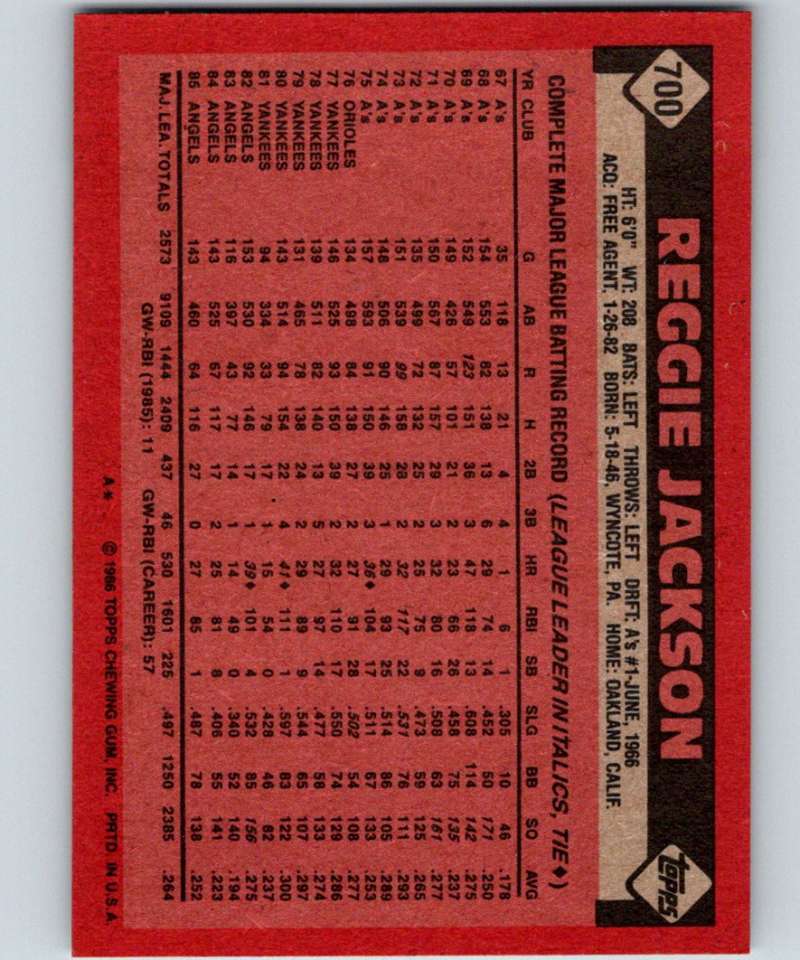 700
REGGIE JACKSON
topps
HT: 6'0" WT: 208 BATS: LEFT THROWS: LEFT DRFT: A's #1-JUNE, 1966
ACQ: FREE AGENT, 1-26-82 BORN: 5-18-46, WYNCOTE, PA. HOME: OAKLAND, CALIF.
COMPLETE MAJOR LEAGUE BATTING RECORD (LEAGUE LEADER IN ITALICS, TIE♦)
YR CLUB G AB R H 2B 3B HR RBI SB SLG BB SO AVG
67 A's 35 118 13 21 4 4 1 6 1 .305 10 46 .178
68 A's 154 553 82 138 13 6 29 74 14 .452 50 171 .250
69 A's 152 549 123 151 36 3 47 118 13 .608 114 142 .275
70 A's 149 426 57 101 21 2 23 66 26 .458 75 135 .237
71 A's 150 567 87 157 29 3 32 80 16 .508 63 161 .277
72 A's 135 499 72 132 25 2 25 75 9 .473 59 125 .265
73 A's 151 539 99 158 28 2 32 117 22 .531 76 111 .293
74 A's 148 506 90 146 25 1 29 93 25 .514 86 105 .289
75 A's 157 593 91 150 39 3 36♦ 104 17 .511 67 133 .253
76 ORIOLES 134 498 84 138 27 2 27 91 28 .502 54 108 .277
77 YANKEES 146 525 93 150 39 2 32 110 17 .550 74 129 .286
78 YANKEES 139 511 82 140 13 5 27 97 14 .477 58 133 .274
79 YANKEES 131 465 78 138 24 2 29 89 9 .544 65 107 .297
80 YANKEES 143 514 94 154 22 4 41♦ 111 1 .597 83 122 .300
81 YANKEES 94 334 33 79 17 1 15 54 0 .428 46 82 .237
82 ANGELS 153 530 92 146 17 1 39♦ 101 4 .532 85 156 .275
83 ANGELS 116 397 43 77 14 1 14 49 0 .340 52 140 .194
84 ANGELS 143 525 67 117 17 2 25 81 8 .406 55 141 .223
85 ANGELS 143 460 64 116 27 0 27 85 1 .487 78 138 .252
MAJ. LEA. TOTALS 2573 9109 1444 2409 437 46 530 1601 225 .497 1250 2385 .264
GW-RBI (1985): 11 GW-RBI (CAREER): 57
A* © 1986 TOPPS CHEWING GUM, INC. PRTD. IN U.S.A.